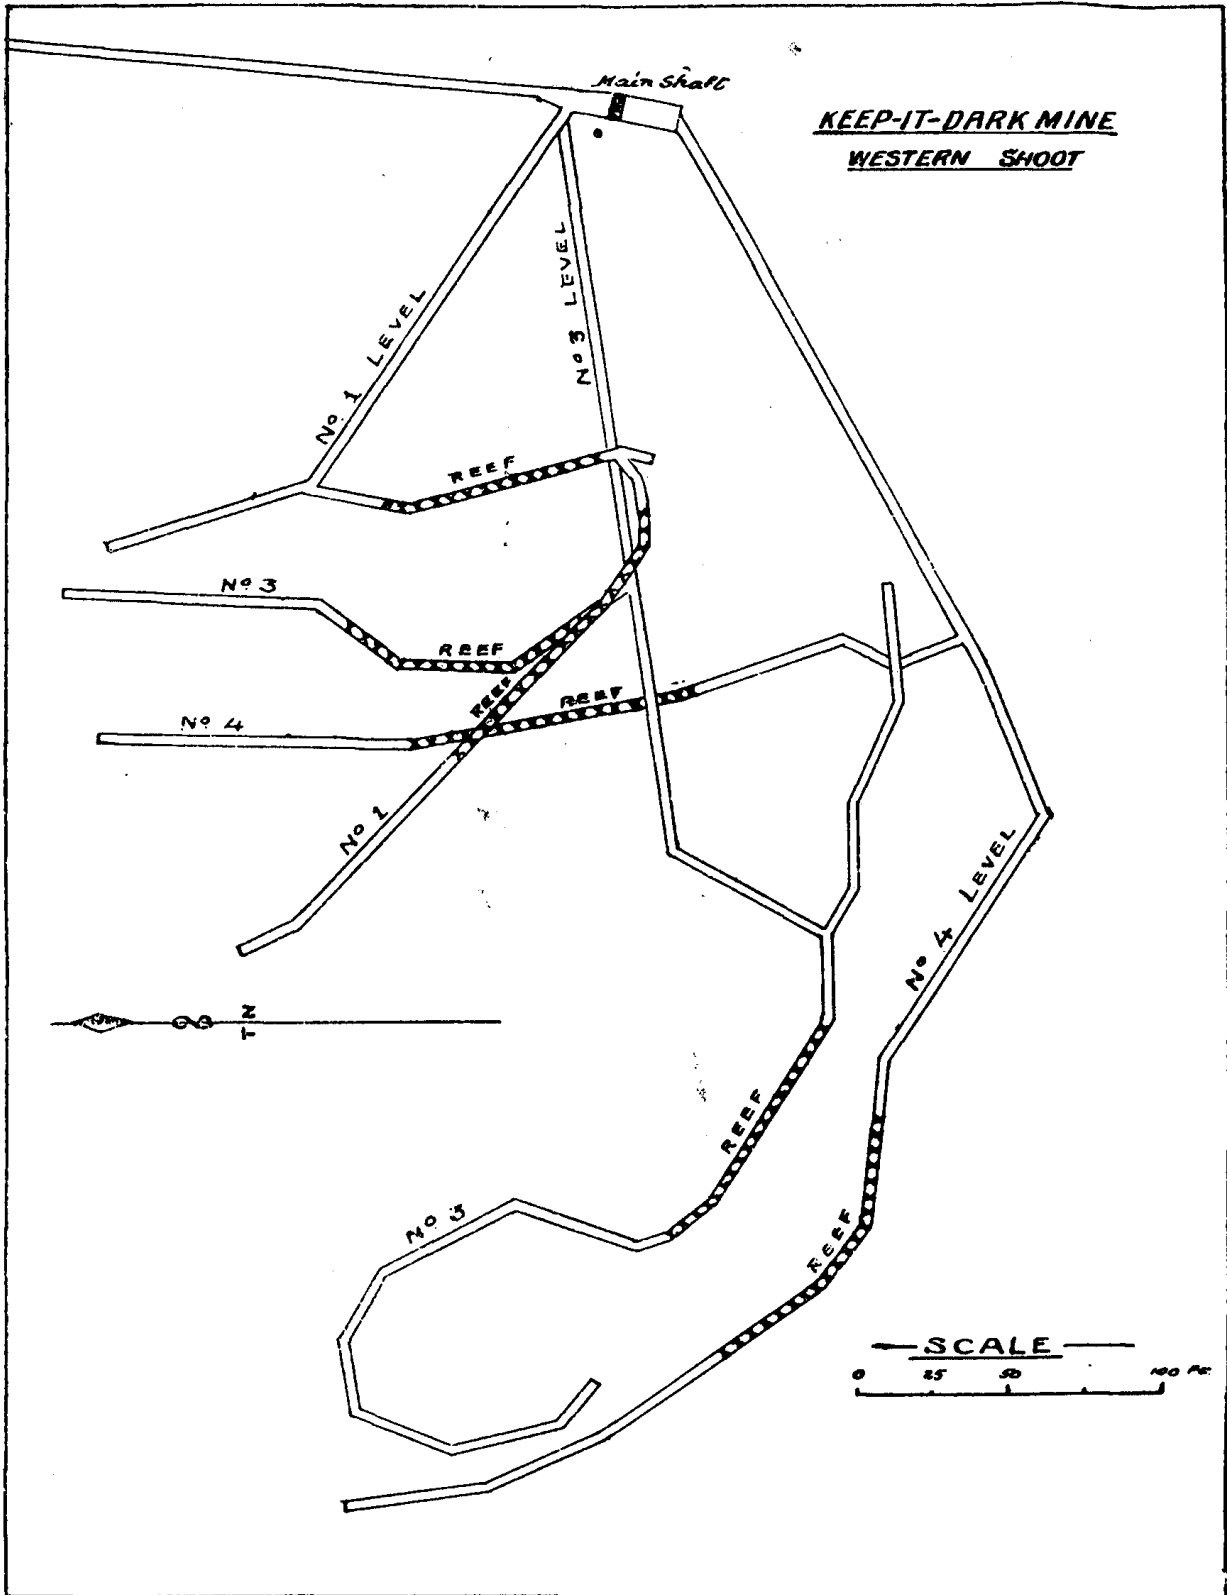 Main Shaft
KEEP-IT-DARK MINE
WESTERN SHOOT
No 1 LEVEL
No 3 LEVEL
REEF
No 3
REEF
REEF
REEF
No 4
No 1
No 4 LEVEL
TN
REEF
No 3
REEF
SCALE
0 25 50 100 Ft.